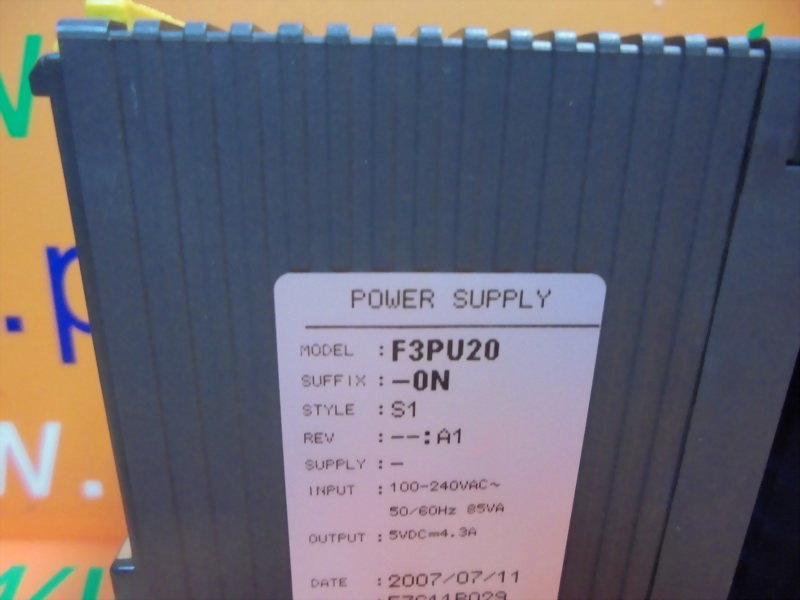 POWER SUPPLY
MODEL :F3PU20
SUFFIX :-0N
STYLE :S1
REV :--:A1
SUPPLY :-
INPUT :100-240VAC~
50/60Hz 85VA
OUTPUT :5VDC⎓4.3A
DATE :2007/07/11